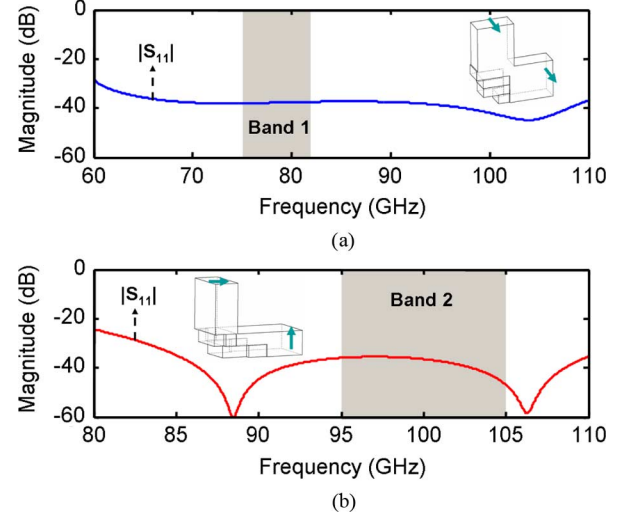 0
-20
-40
-60
Magnitude (dB)
|S11|
Band 1
60 70 80 90 100 110
Frequency (GHz)
(a)
0
-20
-40
-60
Magnitude (dB)
|S11|
Band 2
80 85 90 95 100 105 110
Frequency (GHz)
(b)